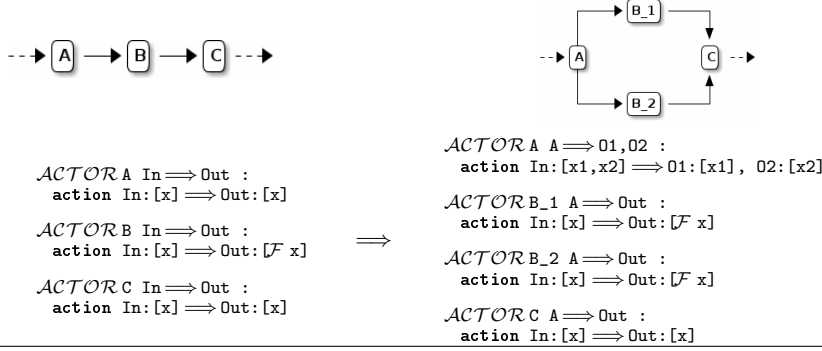 A B C
B_1
A C
B_2
𝒜𝒞𝒯𝒪ℛ A In ⟹ Out :
action In:[x] ⟹ Out:[x]
𝒜𝒞𝒯𝒪ℛ B In ⟹ Out :
action In:[x] ⟹ Out:[ℱ x]
𝒜𝒞𝒯𝒪ℛ C In ⟹ Out :
action In:[x] ⟹ Out:[x]
⟹
𝒜𝒞𝒯𝒪ℛ A A ⟹ O1,O2 :
action In:[x1,x2] ⟹ O1:[x1], O2:[x2]
𝒜𝒞𝒯𝒪ℛ B_1 A ⟹ Out :
action In:[x] ⟹ Out:[ℱ x]
𝒜𝒞𝒯𝒪ℛ B_2 A ⟹ Out :
action In:[x] ⟹ Out:[ℱ x]
𝒜𝒞𝒯𝒪ℛ C A ⟹ Out :
action In:[x] ⟹ Out:[x]